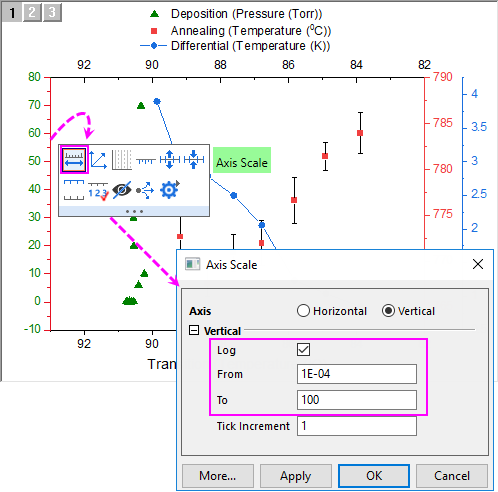 1 2 3
Deposition (Pressure (Torr))
Annealing (Temperature (⁰C))
Differential (Temperature (K))
92 90 88 86 84 82
80 790 4
70
60 785 3.5
50
Axis Scale
40 780 3
30 2.5
20 775 2
10
0
-10
92 90
Tran
Axis Scale
Axis Horizontal Vertical
Vertical
Log
From 1E-04
To 100
Tick Increment 1
More... Apply OK Cancel